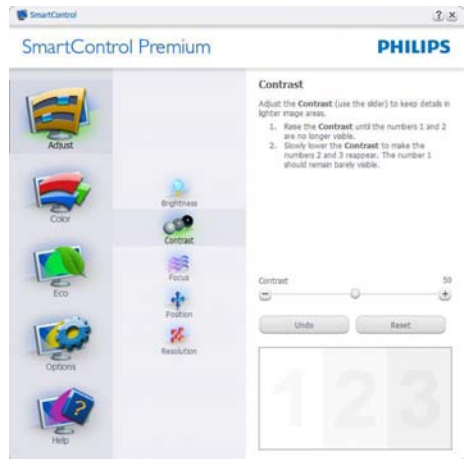 SmartControl
SmartControl Premium
PHILIPS
Adjust
Color
Eco
Options
Help
Brightness
Contrast
Focus
Position
Resolution
Contrast
Adjust the Contrast (use the slider) to keep details in
lighter image areas.
1. Raise the Contrast until the numbers 1 and 2
are no longer visible.
2. Slowly lower the Contrast to make the
numbers 2 and 3 reappear. The number 1
should remain barely visible.
Contrast 50
Undo Reset
1 2 3